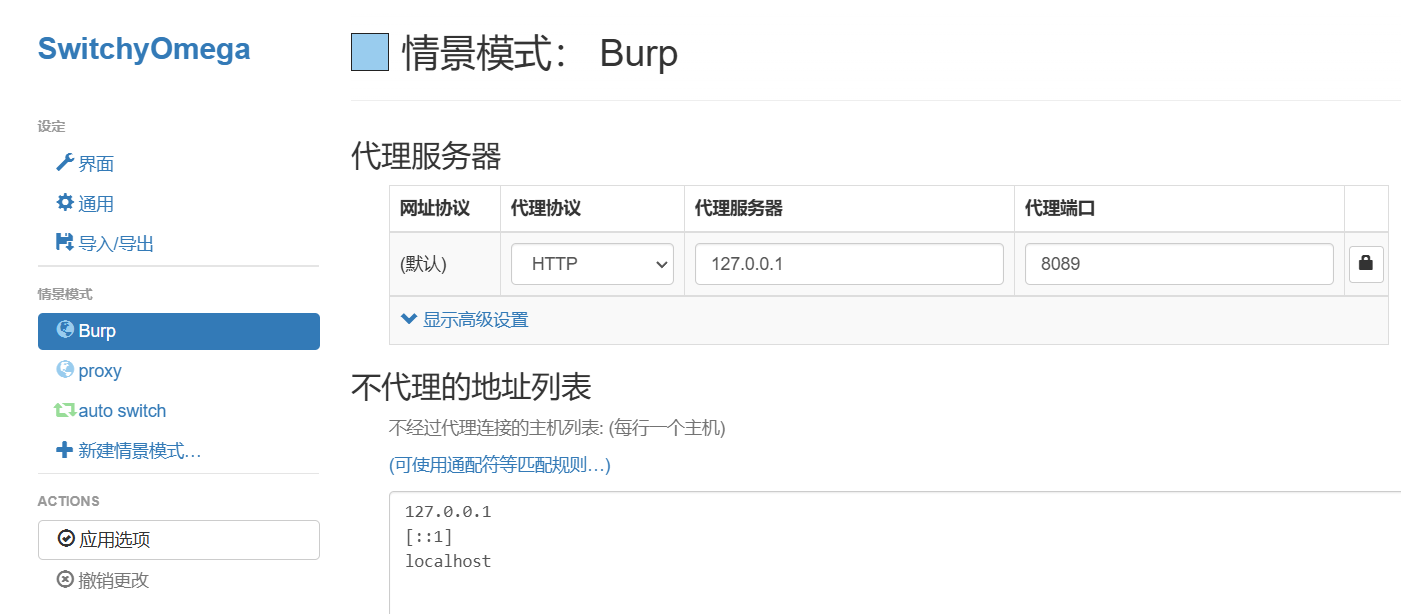 SwitchyOmega
设定
界面
通用
导入/导出
情景模式
Burp
proxy
auto switch
新建情景模式…
ACTIONS
应用选项
撤销更改
情景模式： Burp
代理服务器
网址协议 代理协议 代理服务器 代理端口
(默认) HTTP 127.0.0.1 8089
显示高级设置
不代理的地址列表
不经过代理连接的主机列表: (每行一个主机)
(可使用通配符等匹配规则…)
127.0.0.1
[::1]
localhost